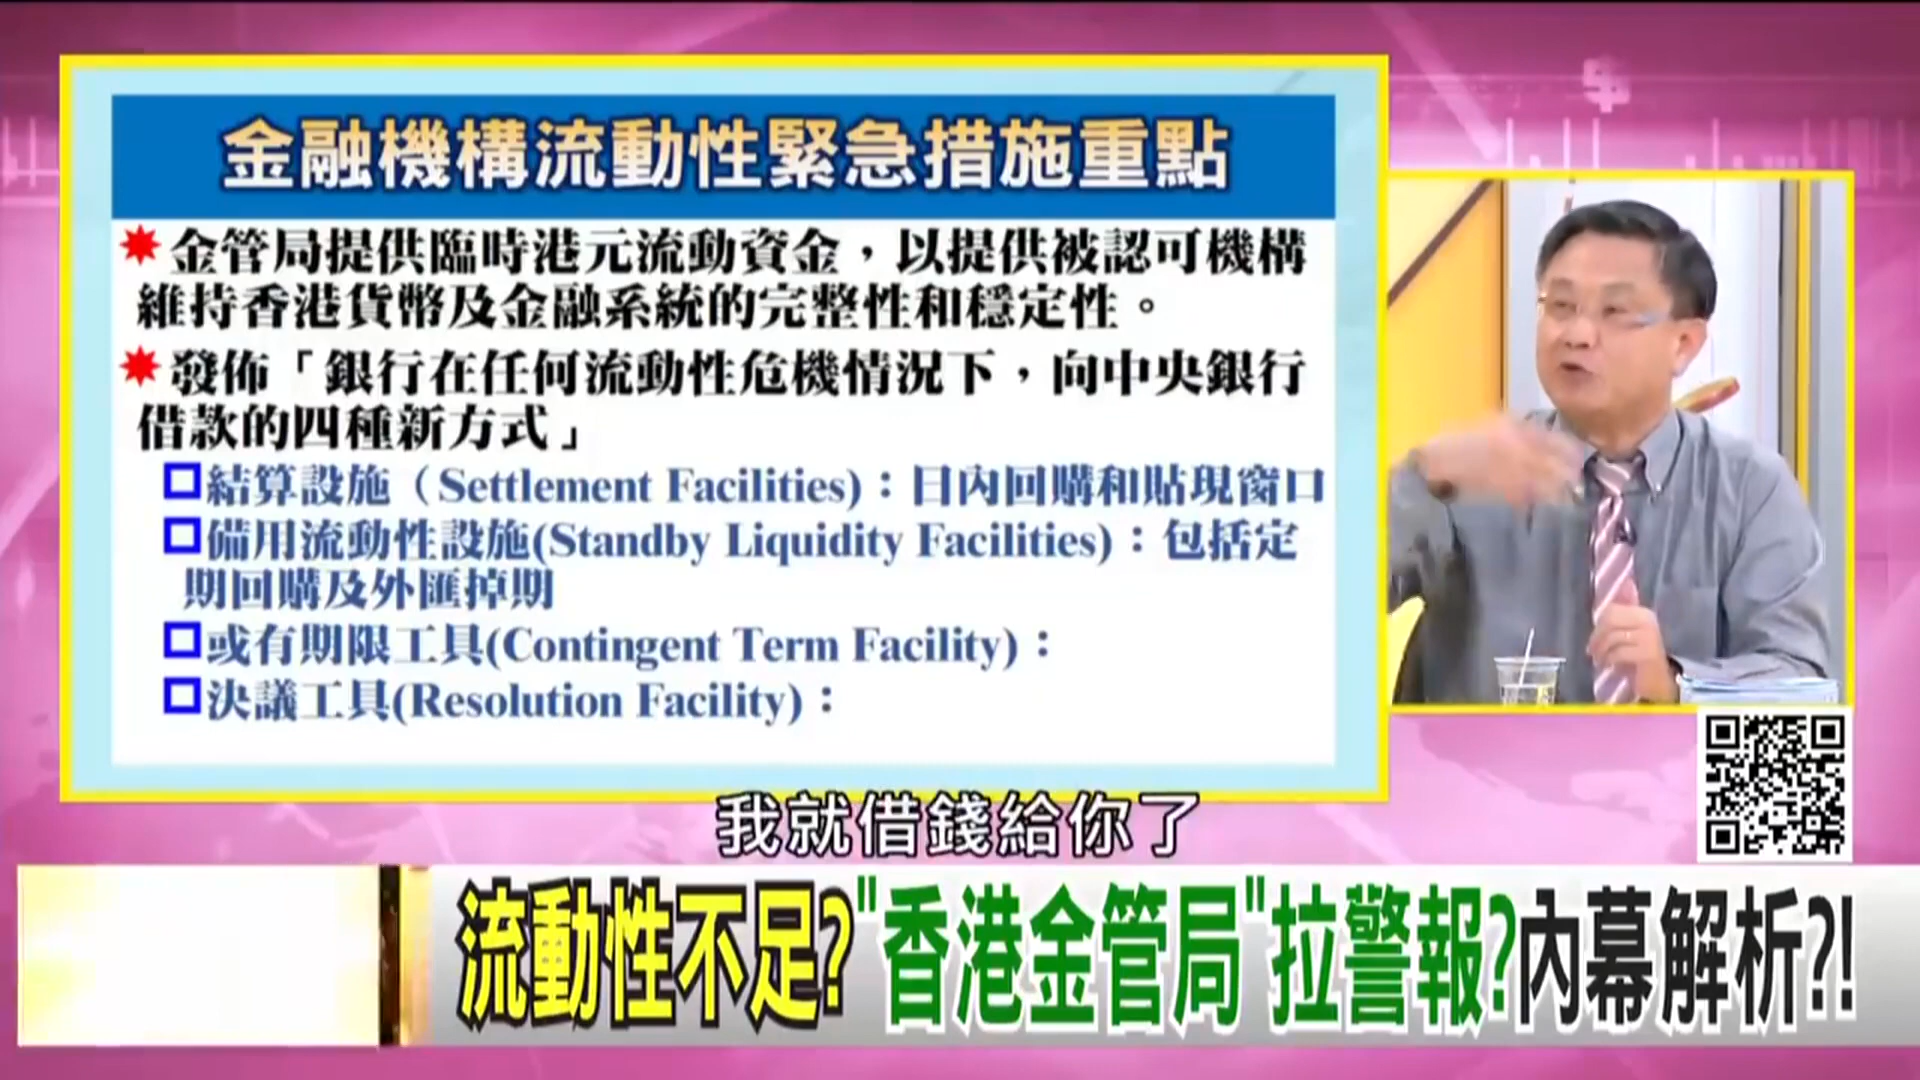 金融機構流動性緊急措施重點
金管局提供臨時港元流動資金，以提供被認可機構
維持香港貨幣及金融系統的完整性和穩定性。
發佈「銀行在任何流動性危機情況下，向中央銀行
借款的四種新方式」
結算設施（Settlement Facilities)：日內回購和貼現窗口
備用流動性設施(Standby Liquidity Facilities)：包括定
期回購及外匯掉期
或有期限工具(Contingent Term Facility)：
決議工具(Resolution Facility)：
我就借錢給你了
流動性不足?"香港金管局"拉警報?內幕解析?!